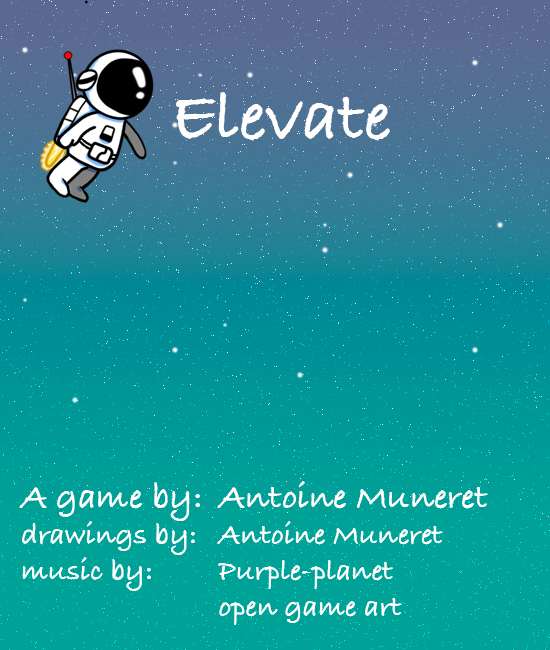 Elevate
A game by: Antoine Muneret
drawings by: Antoine Muneret
music by: Purple-planet
open game art